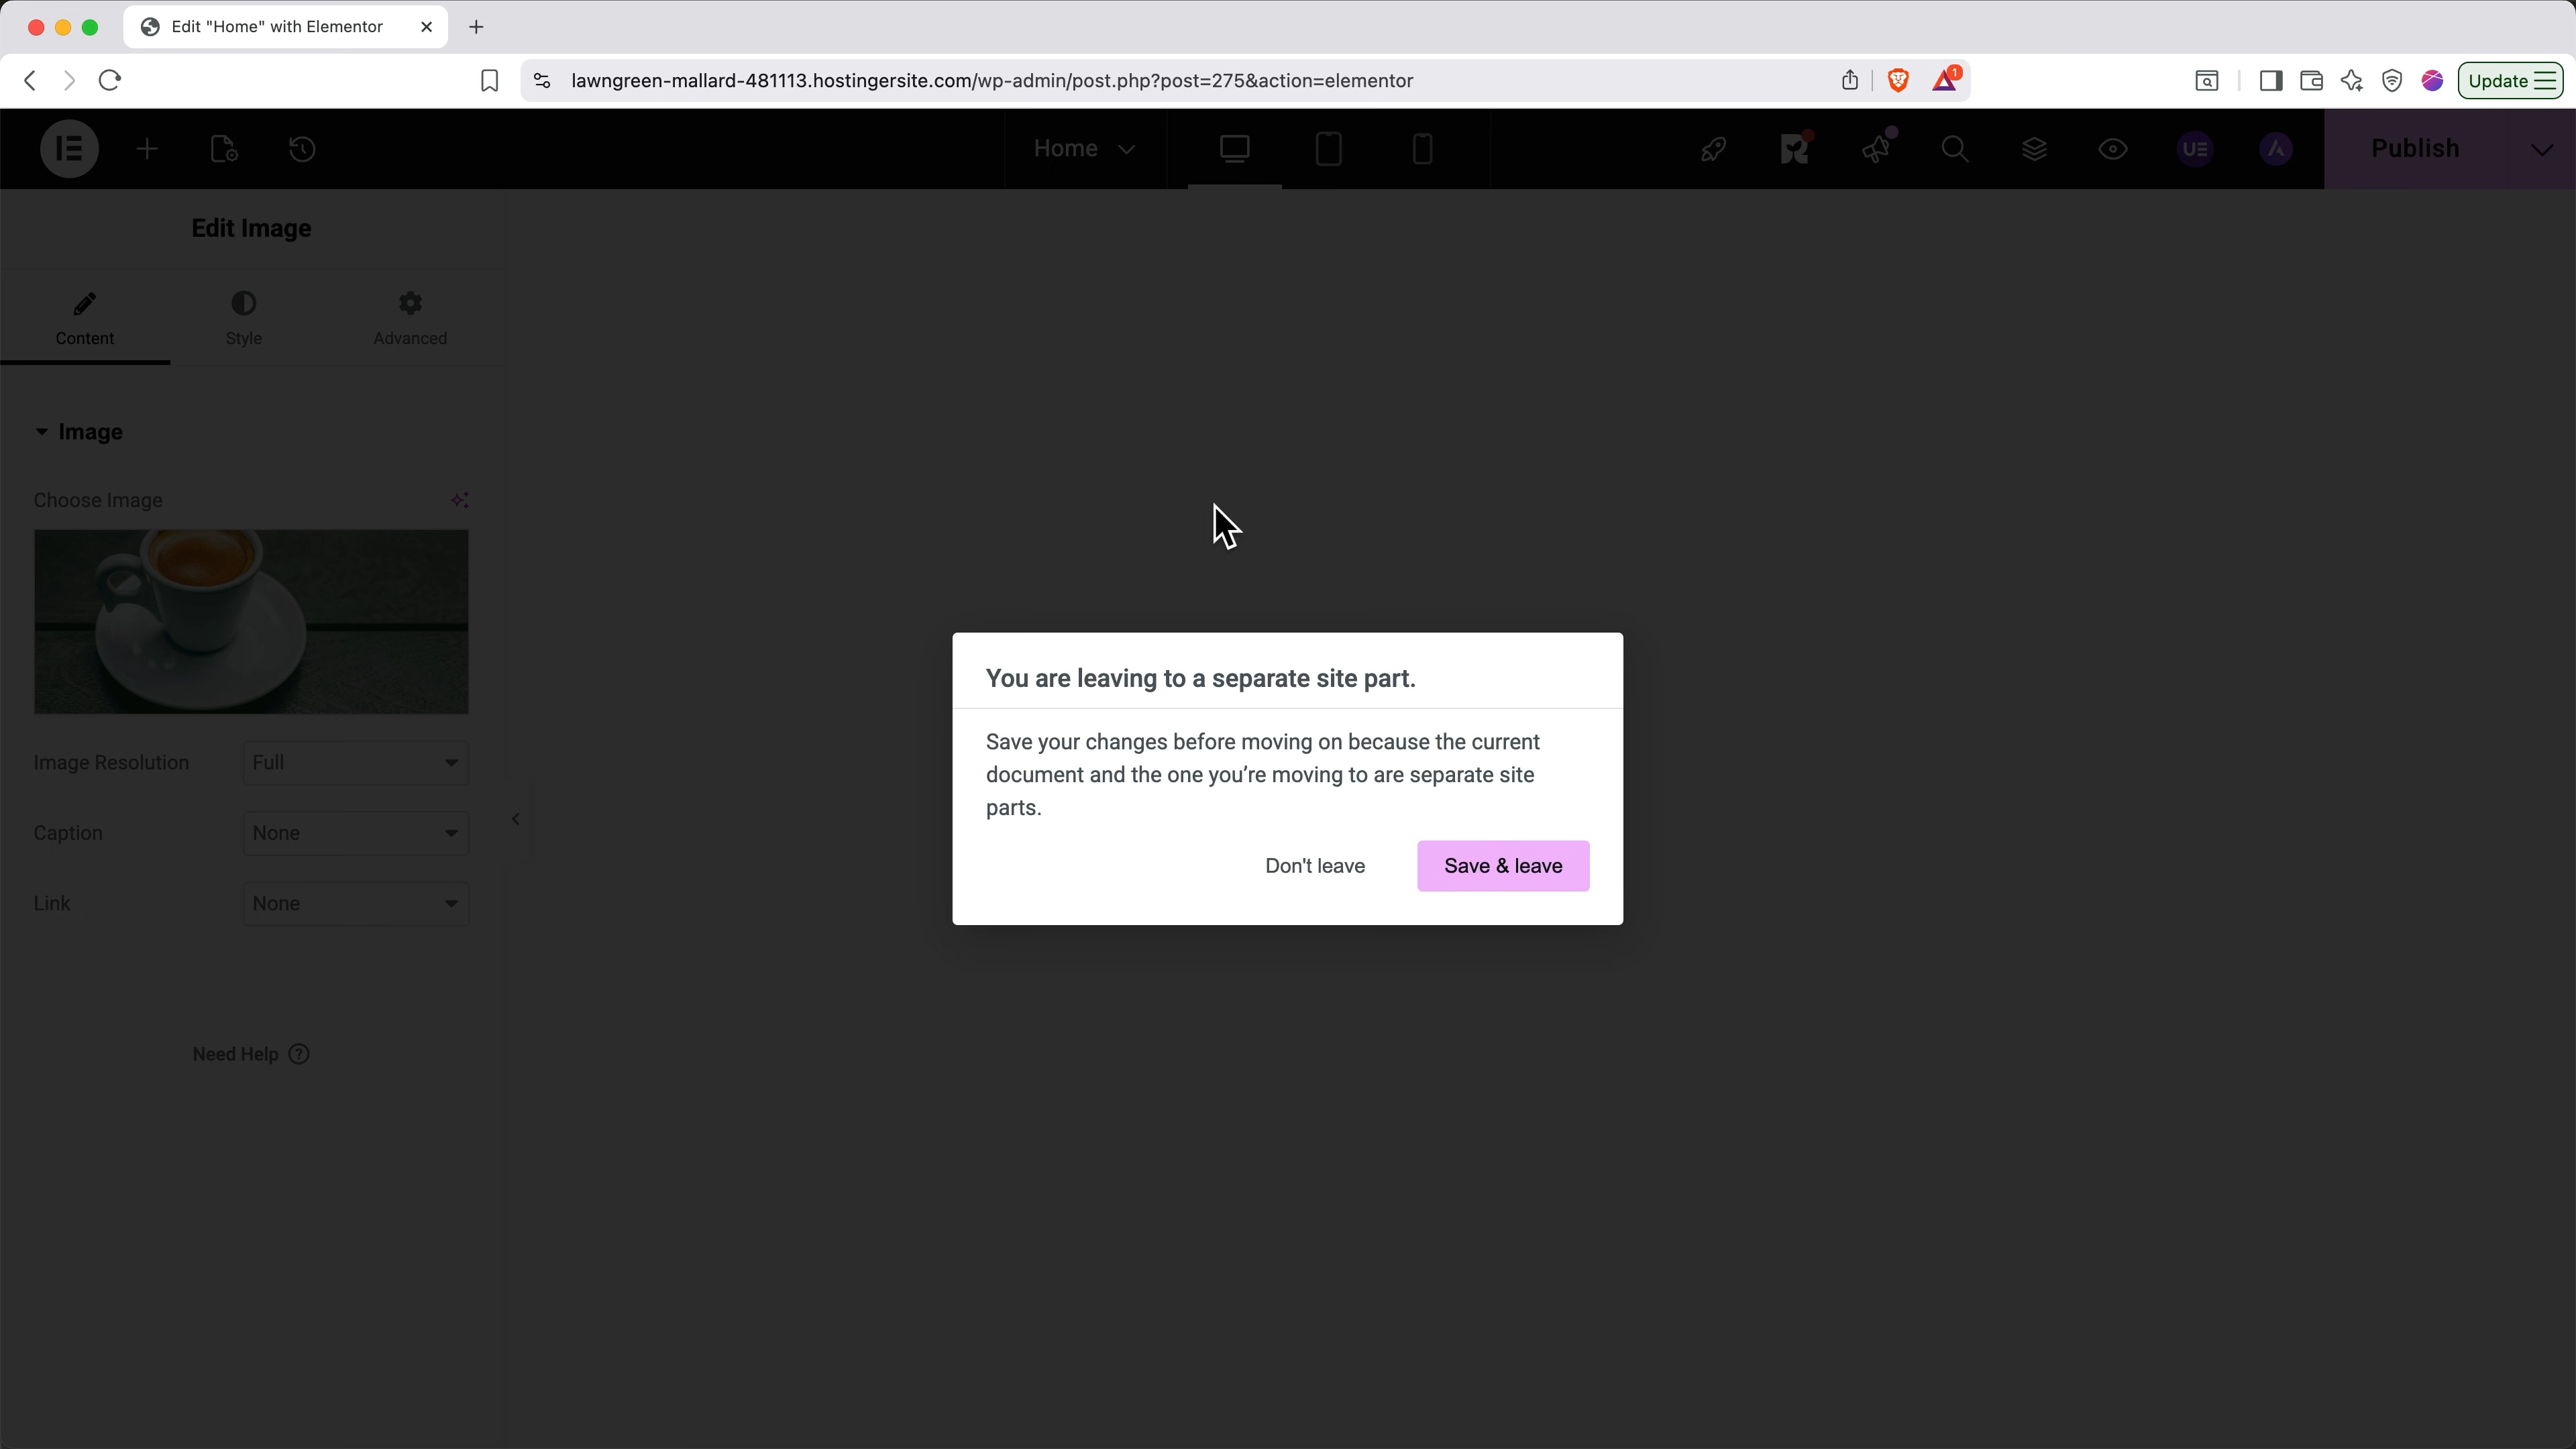 Edit "Home" with Elementor
lawngreen-mallard-481113.hostingersite.com/wp-admin/post.php?post=275&action=elementor
1
Update
Home
UE
Publish
Edit Image
Content
Style
Advanced
Image
Choose Image
Image Resolution
Full
Caption
None
Link
None
Need Help ?
You are leaving to a separate site part.
Save your changes before moving on because the current
document and the one you’re moving to are separate site
parts.
Don't leave
Save & leave